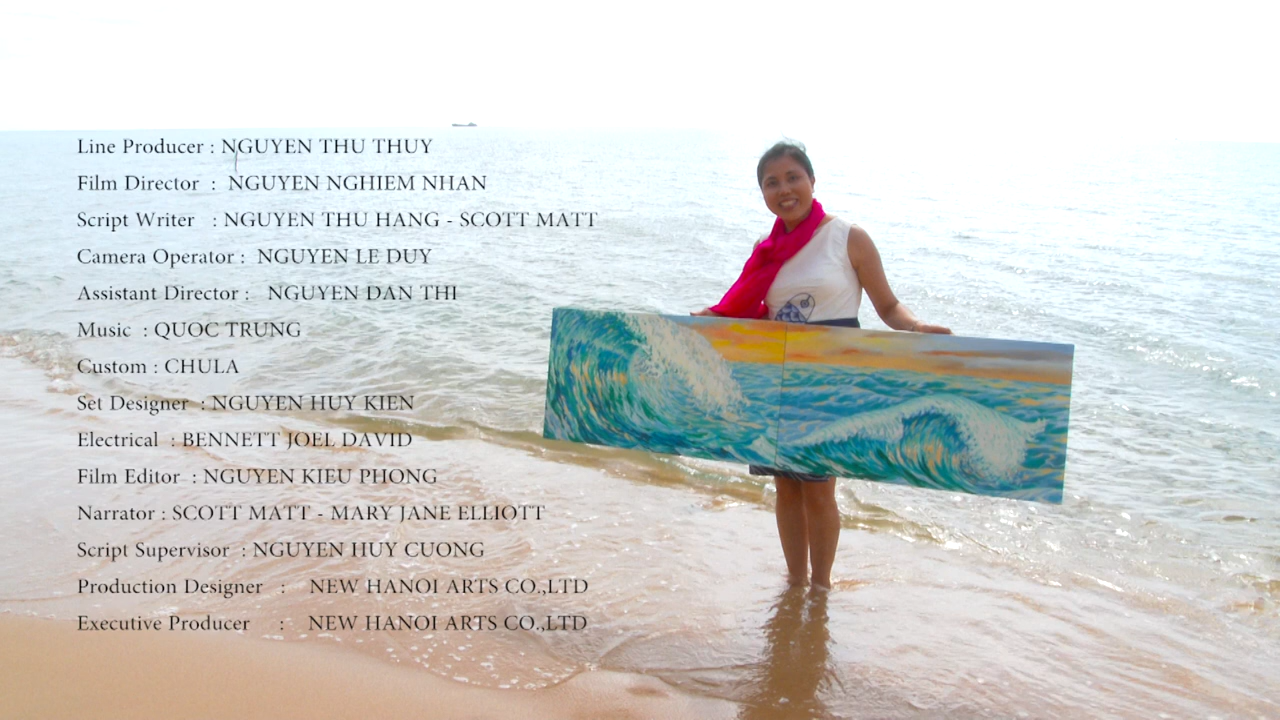 Line Producer : NGUYEN THU THUY
Film Director : NGUYEN NGHIEM NHAN
Script Writer : NGUYEN THU HANG - SCOTT MATT
Camera Operator : NGUYEN LE DUY
Assistant Director : NGUYEN DAN THI
Music : QUOC TRUNG
Custom : CHULA
Set Designer : NGUYEN HUY KIEN
Electrical : BENNETT JOEL DAVID
Film Editor : NGUYEN KIEU PHONG
Narrator : SCOTT MATT - MARY JANE ELLIOTT
Script Supervisor : NGUYEN HUY CUONG
Production Designer : NEW HANOI ARTS CO.,LTD
Executive Producer : NEW HANOI ARTS CO.,LTD